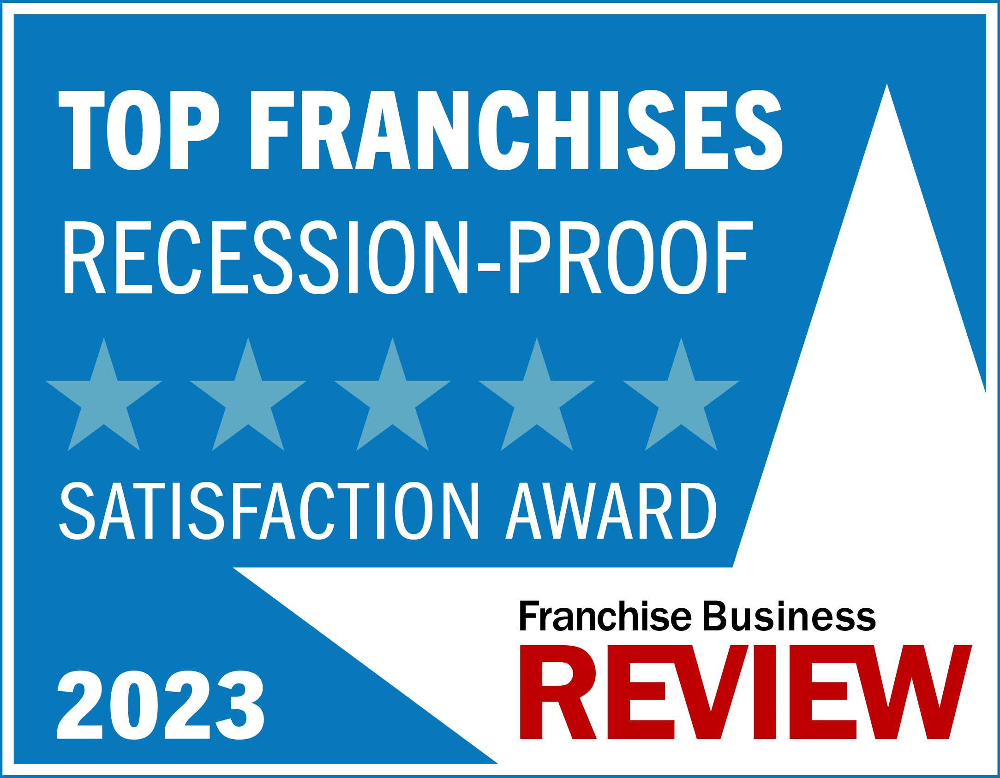 TOP FRANCHISES
RECESSION-PROOF
SATISFACTION AWARD
Franchise Business
REVIEW
2023